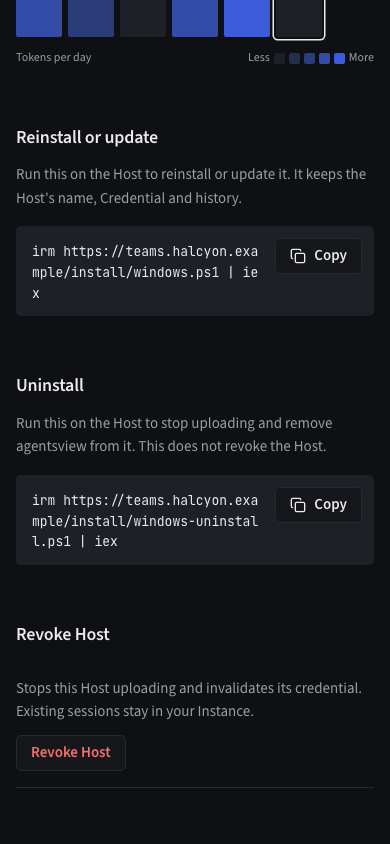 Tokens per day
Less More
Reinstall or update
Run this on the Host to reinstall or update it. It keeps the
Host's name, Credential and history.
irm https://teams.halcyon.exa
mple/install/windows.ps1 | ie
x
Copy
Uninstall
Run this on the Host to stop uploading and remove
agentsview from it. This does not revoke the Host.
irm https://teams.halcyon.exa
mple/install/windows-uninstal
l.ps1 | iex
Copy
Revoke Host
Stops this Host uploading and invalidates its credential.
Existing sessions stay in your Instance.
Revoke Host